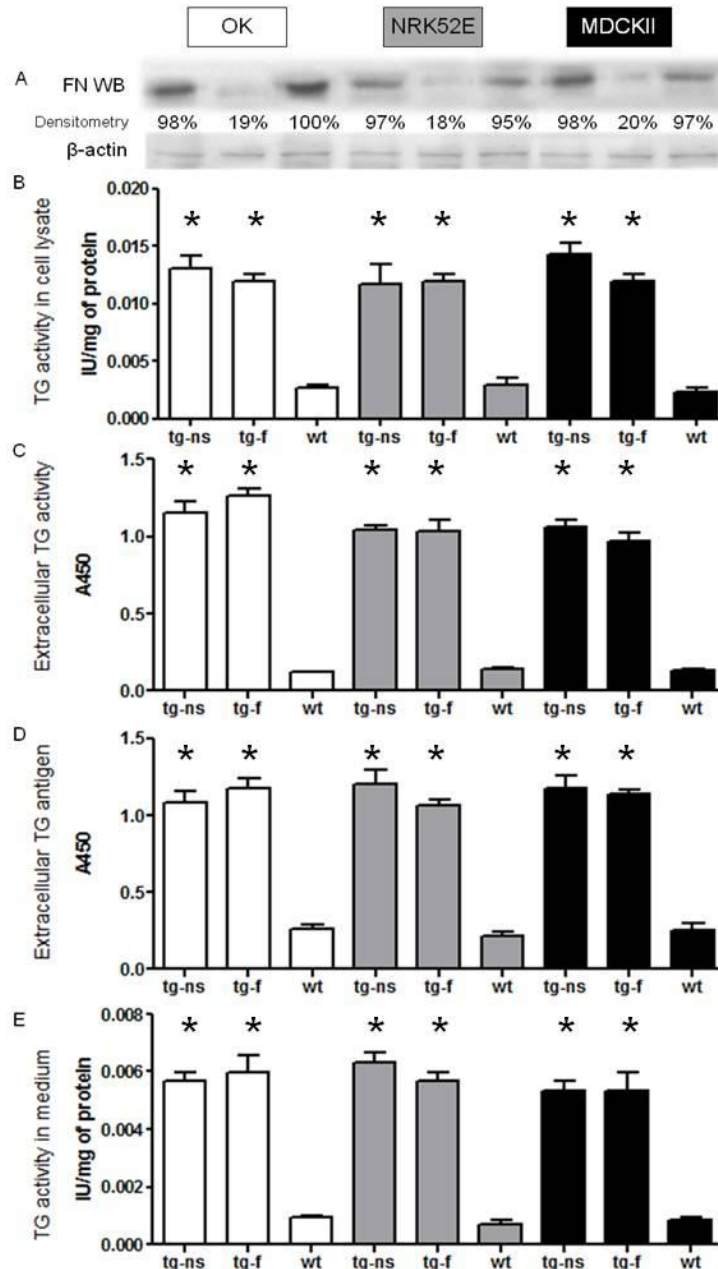 OK NRK52E MDCKII
A FN WB
Densitometry 98% 19% 100% 97% 18% 95% 98% 20% 97%
β-actin
B
TG activity in cell lysate
IU/mg of protein
0.020
0.015
0.010
0.005
0.000
* * * * * *
tg-ns tg-f wt tg-ns tg-f wt tg-ns tg-f wt
C
Extracellular TG activity
A450
1.5
1.0
0.5
0.0
* * * * * *
tg-ns tg-f wt tg-ns tg-f wt tg-ns tg-f wt
D
Extracellular TG antigen
A450
1.5
1.0
0.5
0.0
* * * * * *
tg-ns tg-f wt tg-ns tg-f wt tg-ns tg-f wt
E
TG activity in medium
IU/mg of protein
0.008
0.006
0.004
0.002
0.000
* * * * * *
tg-ns tg-f wt tg-ns tg-f wt tg-ns tg-f wt